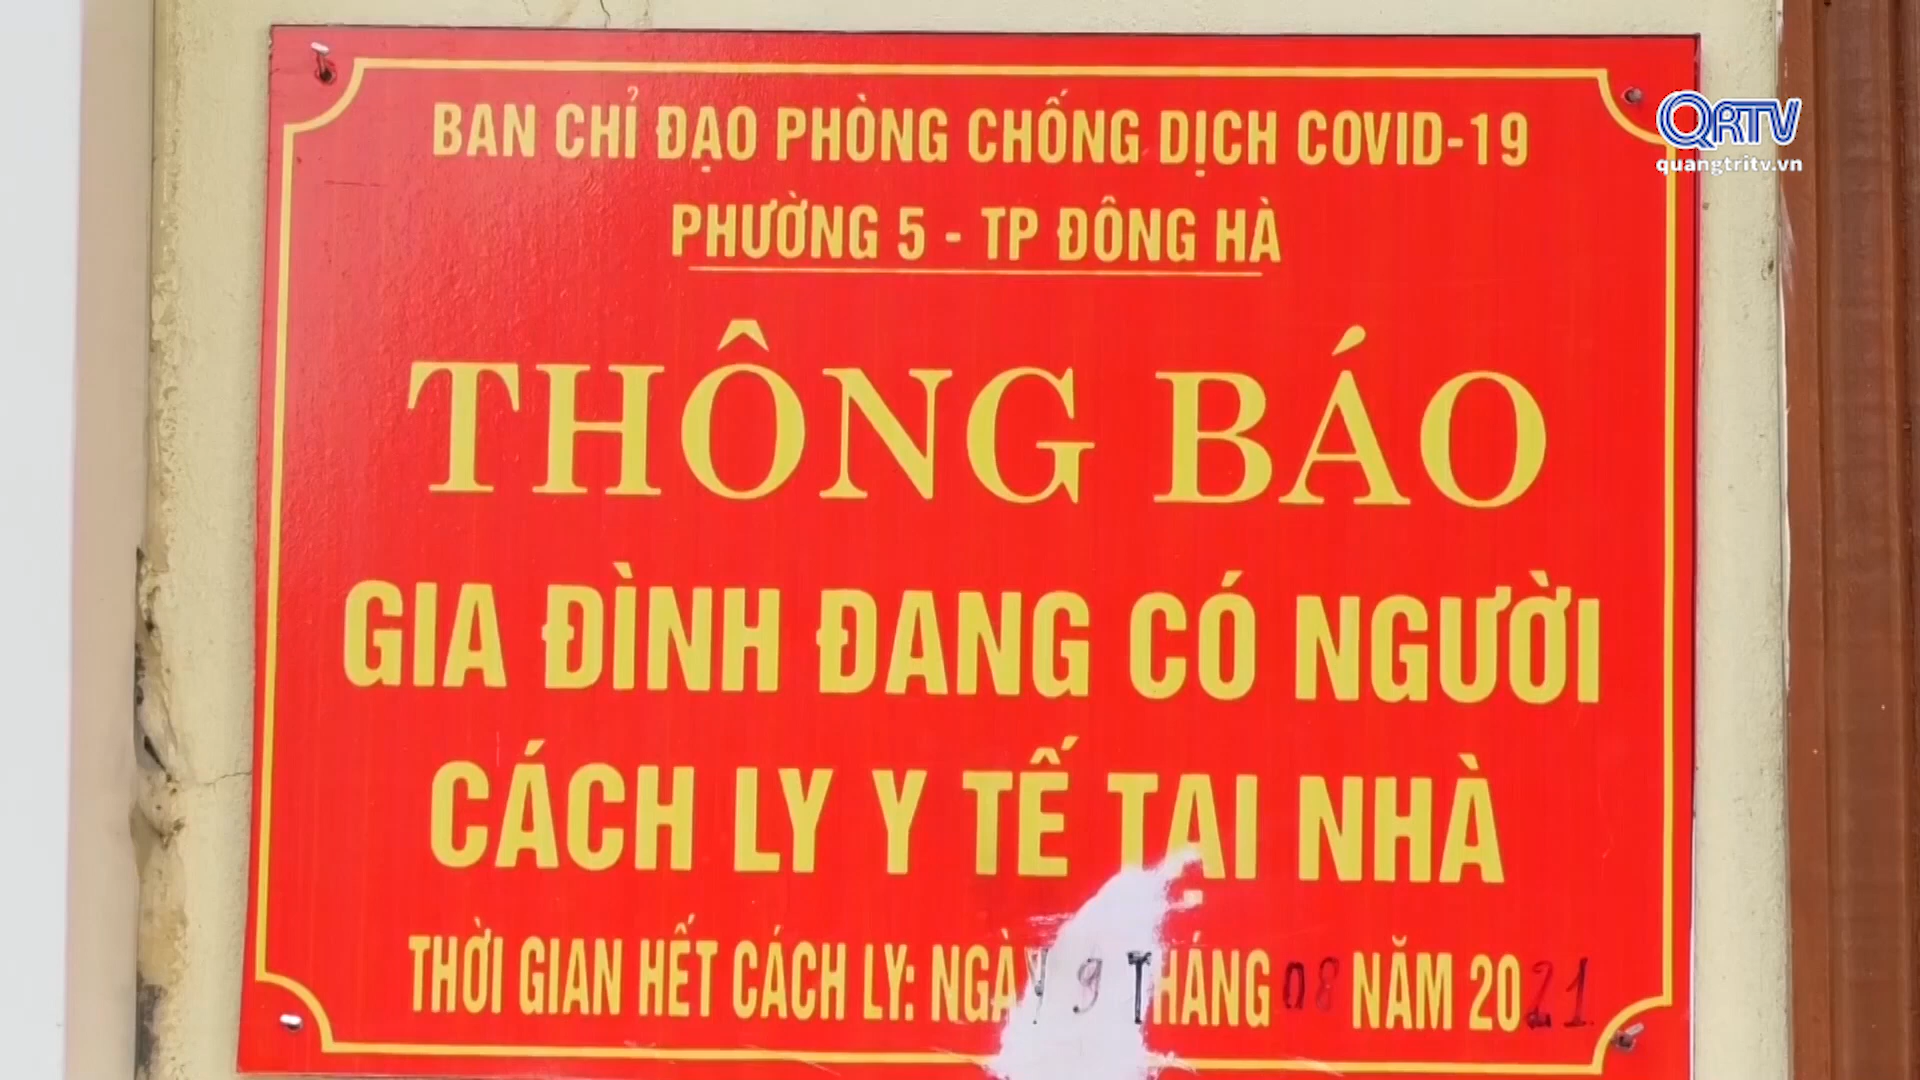 BAN CHỈ ĐẠO PHÒNG CHỐNG DỊCH COVID-19
PHƯỜNG 5 - TP ĐÔNG HÀ
THÔNG BÁO
GIA ĐÌNH ĐANG CÓ NGƯỜI
CÁCH LY Y TẾ TẠI NHÀ
THỜI GIAN HẾT CÁCH LY: NGÀY 9 THÁNG 08 NĂM 2021
QRTV
quangtritv.vn